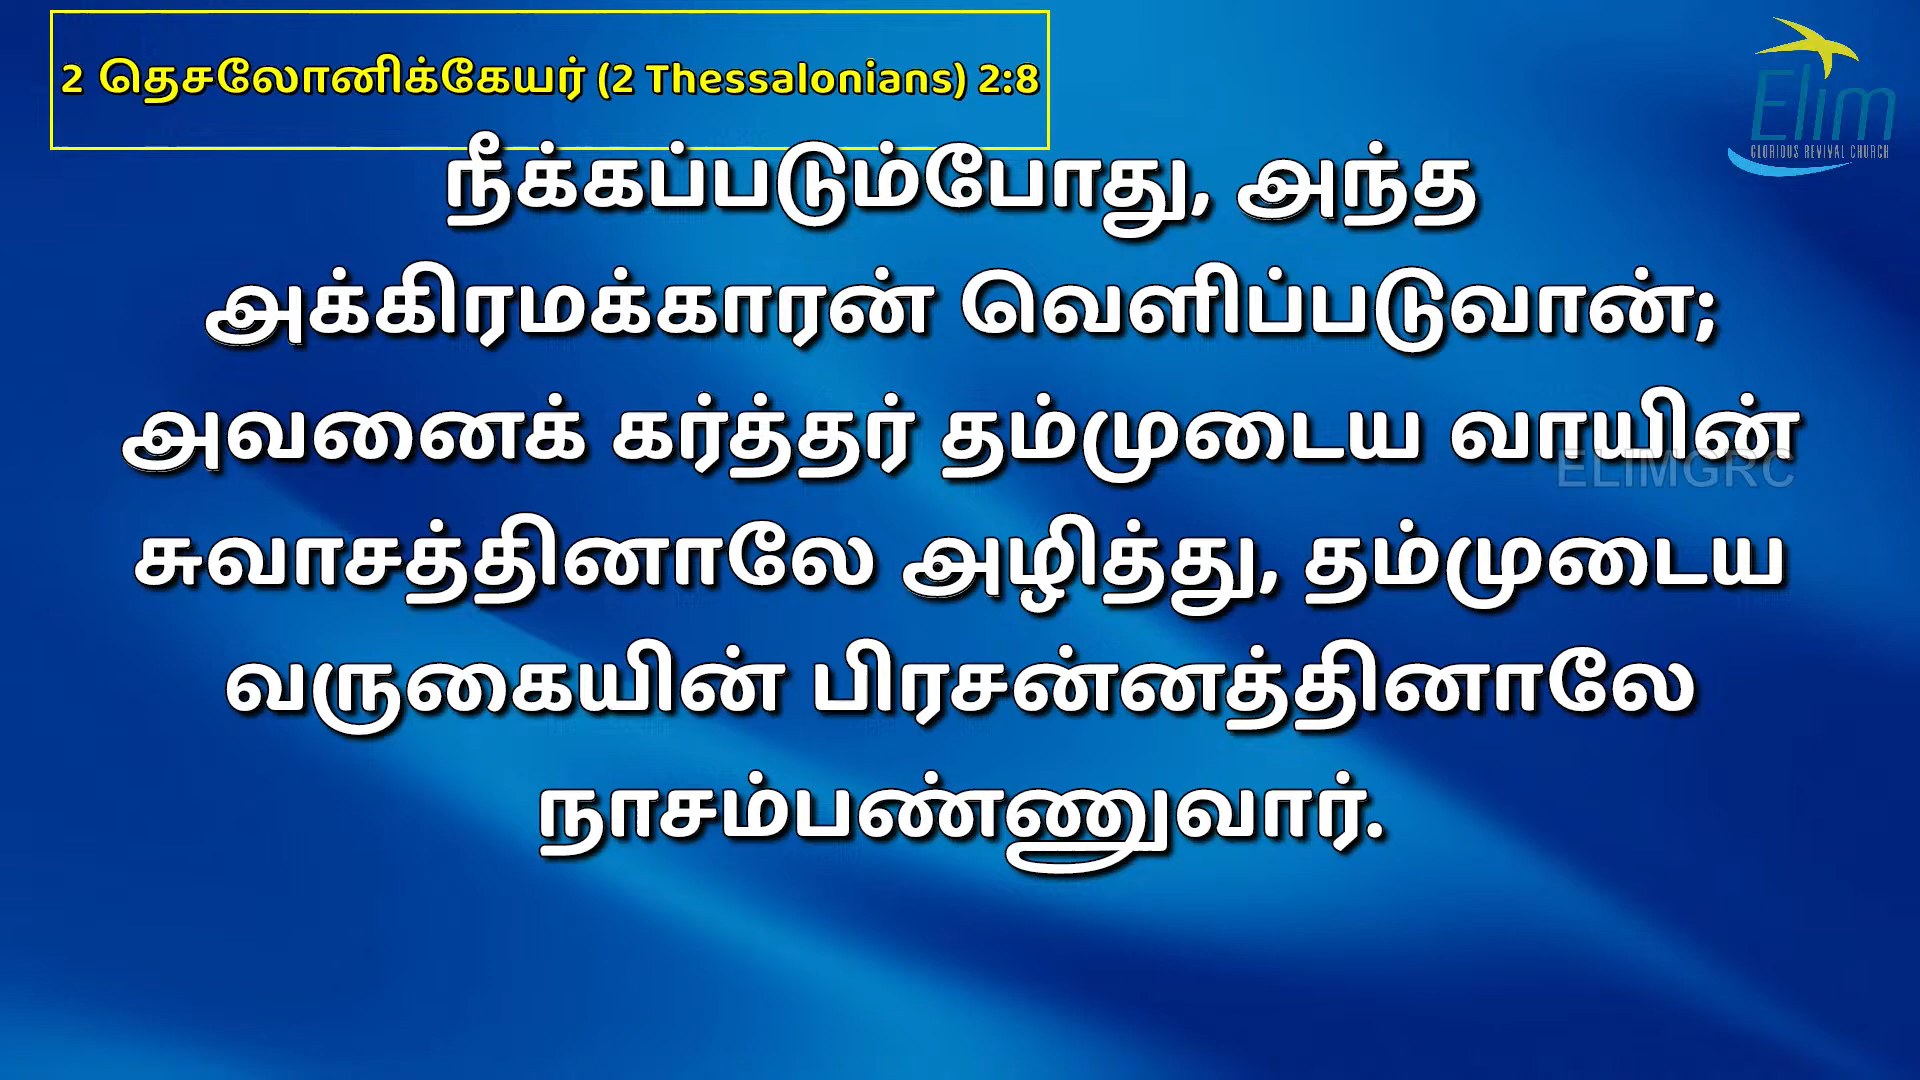 2 தெசலோனிக்கேயர் (2 Thessalonians) 2:8
Elim
GLORIOUS REVIVAL CHURCH
நீக்கப்படும்போது, அந்த
அக்கிரமக்காரன் வெளிப்படுவான்;
அவனைக் கர்த்தர் தம்முடைய வாயின்
ELIMGRC
சுவாசத்தினாலே அழித்து, தம்முடைய
வருகையின் பிரசன்னத்தினாலே
நாசம்பண்ணுவார்.